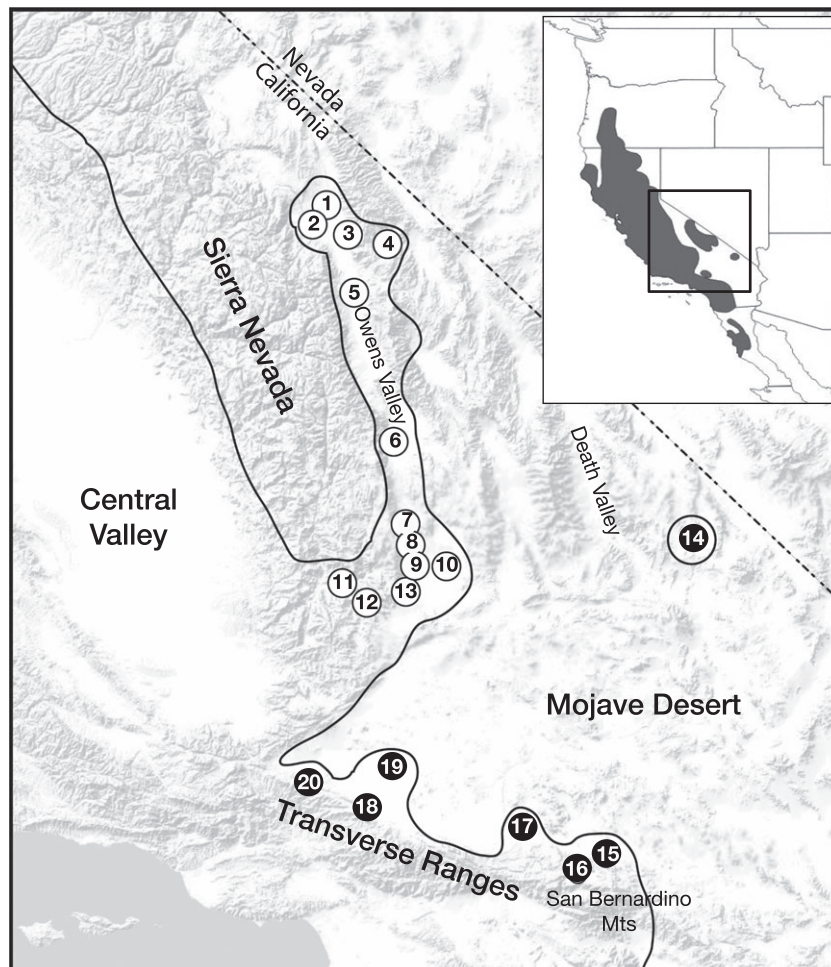 Nevada
California
1
2
3
4
Sierra Nevada
5
Owens Valley
6
Death Valley
Central
Valley
7
8
9
10
11
12
13
14
Mojave Desert
19
20
18
17
15
16
Transverse Ranges
San Bernardino
Mts